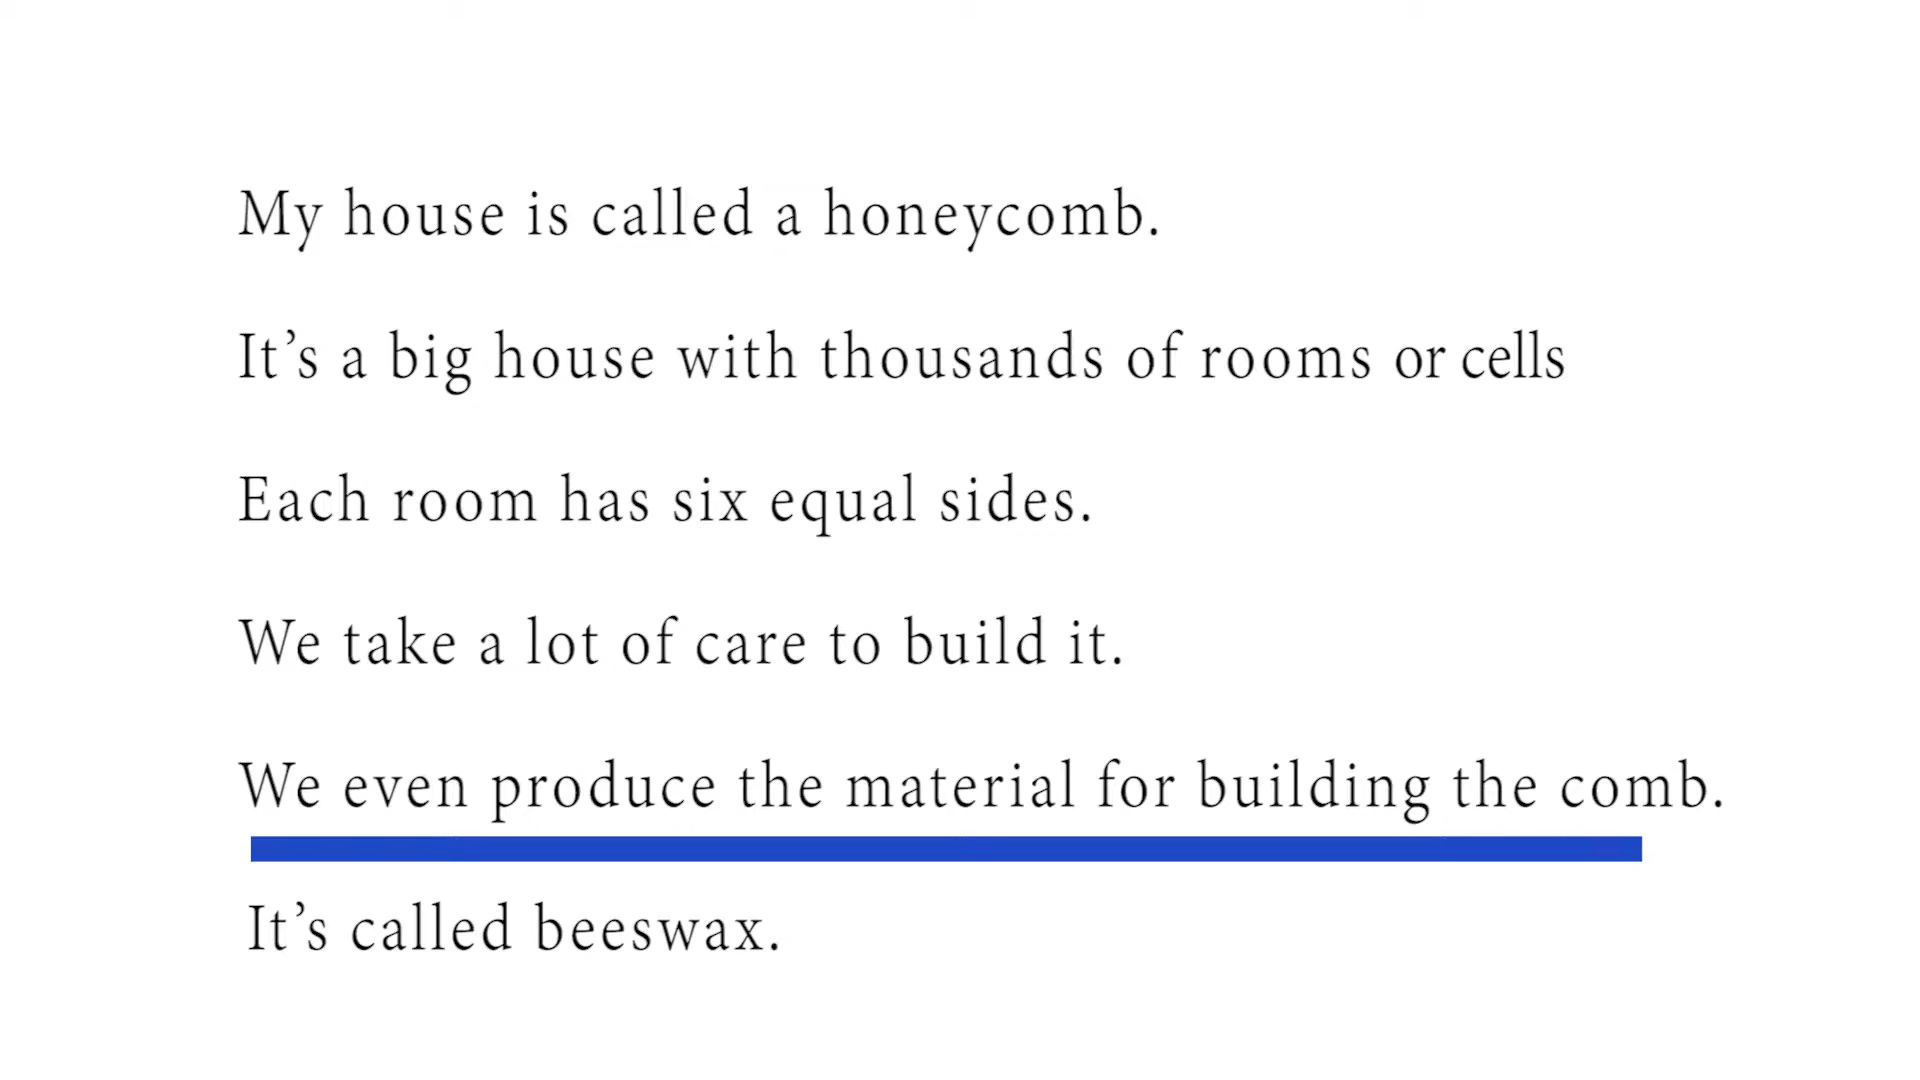 My house is called a honeycomb.
It’s a big house with thousands of rooms or cells
Each room has six equal sides.
We take a lot of care to build it.
We even produce the material for building the comb.
It’s called beeswax.